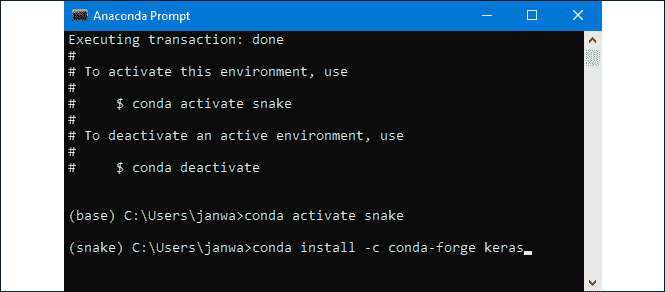 Anaconda Prompt
Executing transaction: done
#
# To activate this environment, use
#
#     $ conda activate snake
#
# To deactivate an active environment, use
#
#     $ conda deactivate
(base) C:\Users\janwa>conda activate snake
(snake) C:\Users\janwa>conda install -c conda-forge keras